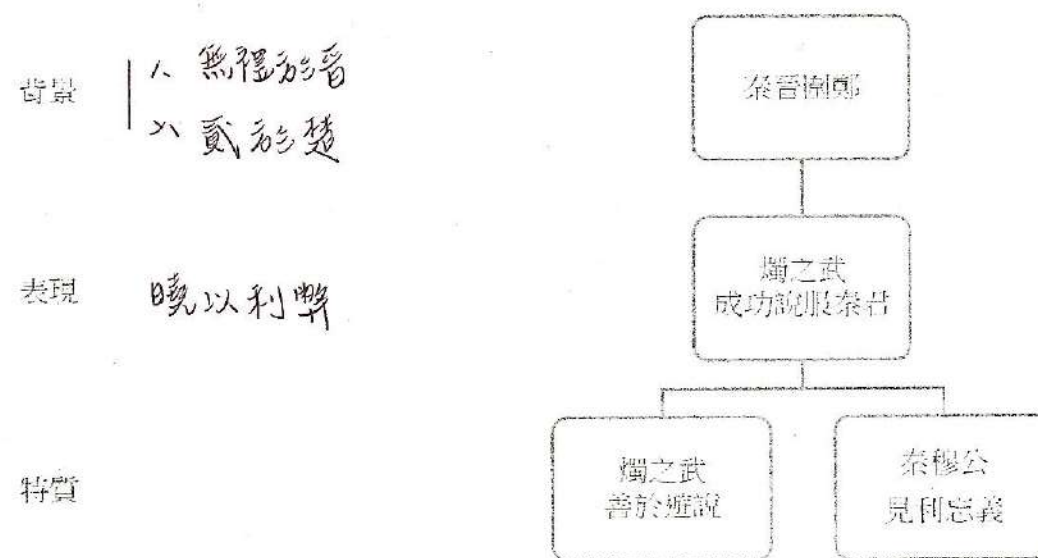 背景
1、無禮於晉
2、貳於楚
秦晉圍鄭
表現
曉以利弊
燭之武
成功說服秦君
特質
燭之武
善於遊說
秦穆公
見利忘義